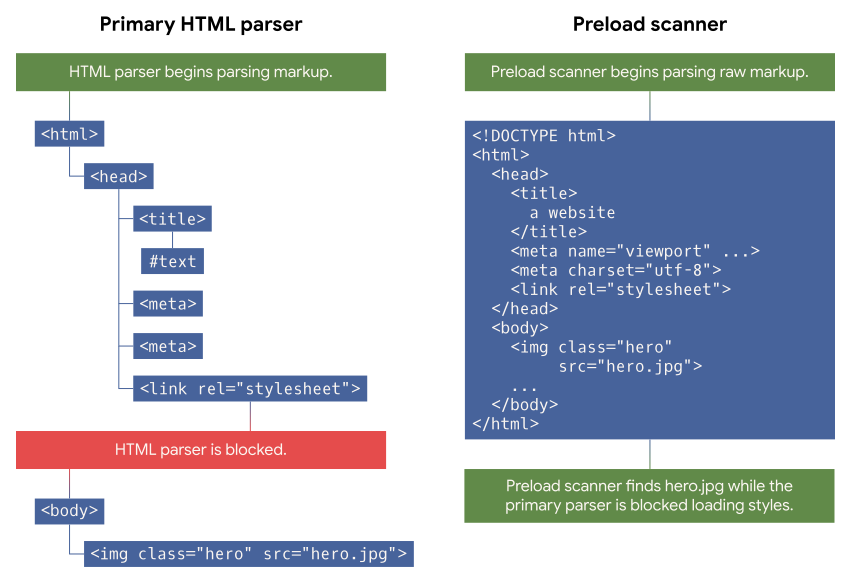 Primary HTML parser
HTML parser begins parsing markup.
<html>
<head>
<title>
#text
<meta>
<meta>
<link rel="stylesheet">
HTML parser is blocked.
<body>
<img class="hero" src="hero.jpg">
Preload scanner
Preload scanner begins parsing raw markup.
<!DOCTYPE html>
<html>
<head>
<title>
a website
</title>
<meta name="viewport" ...>
<meta charset="utf-8">
<link rel="stylesheet">
</head>
<body>
<img class="hero"
src="hero.jpg">
...
</body>
</html>
Preload scanner finds hero.jpg while the
primary parser is blocked loading styles.